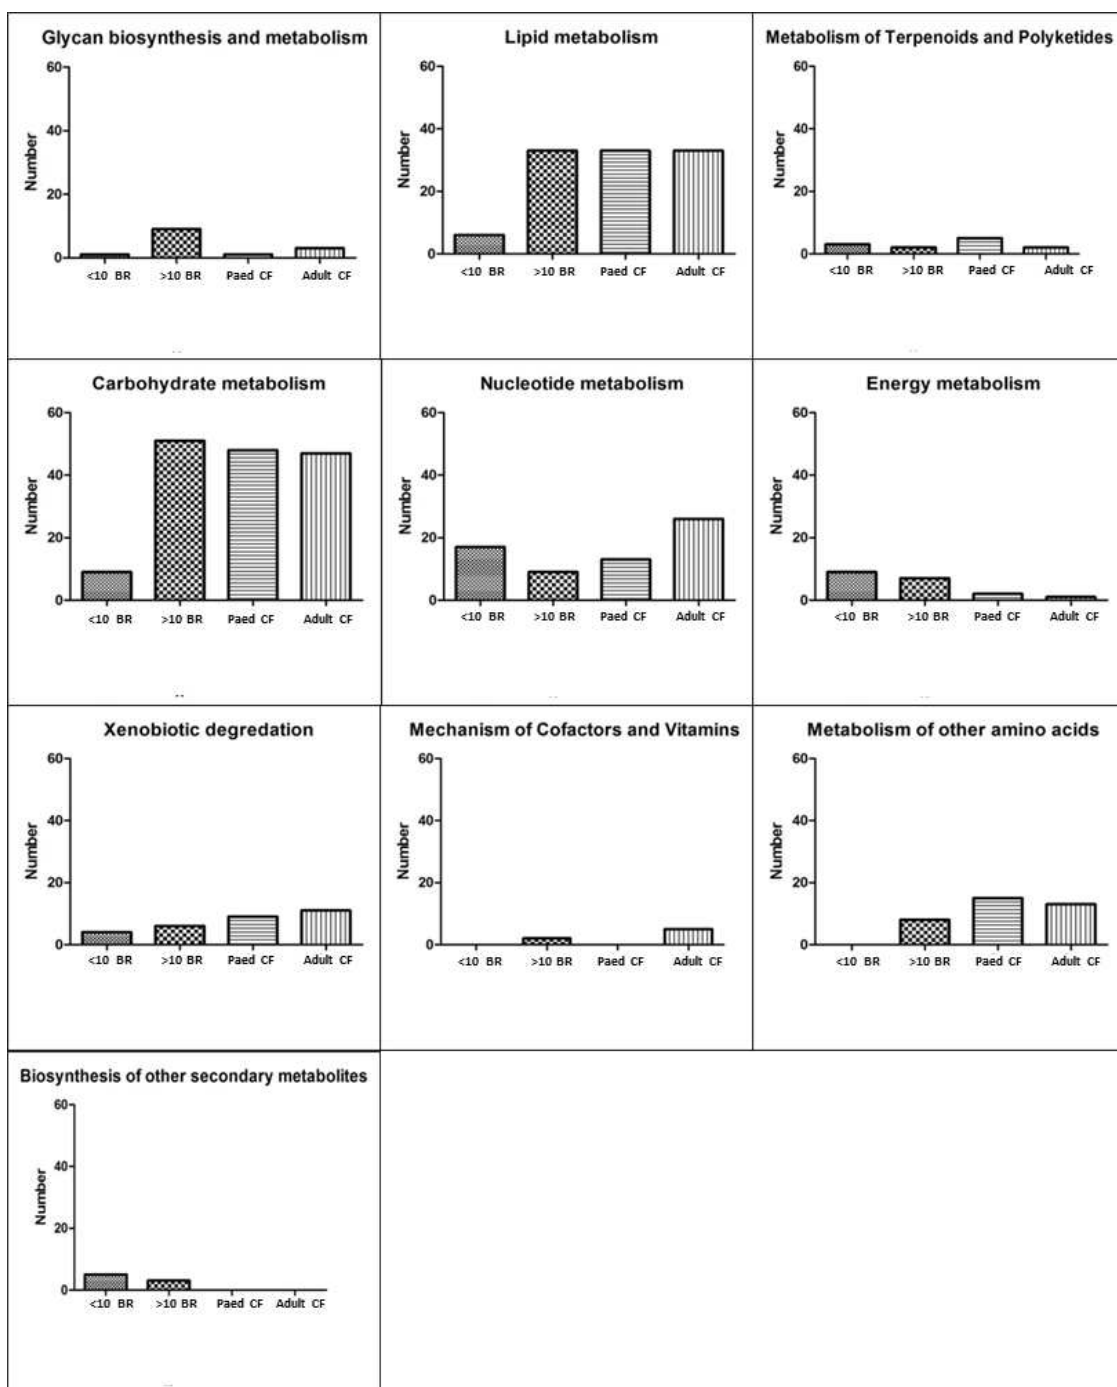 Glycan biosynthesis and metabolism
60
40
20
0
Number
<10 BR >10 BR Paed CF Adult CF
Lipid metabolism
60
40
20
0
Number
<10 BR >10 BR Paed CF Adult CF
Metabolism of Terpenoids and Polyketides
60
40
20
0
Number
<10 BR >10 BR Paed CF Adult CF
Carbohydrate metabolism
60
40
20
0
Number
<10 BR >10 BR Paed CF Adult CF
Nucleotide metabolism
60
40
20
0
Number
<10 BR >10 BR Paed CF Adult CF
Energy metabolism
60
40
20
0
Number
<10 BR >10 BR Paed CF Adult CF
Xenobiotic degredation
60
40
20
0
Number
<10 BR >10 BR Paed CF Adult CF
Mechanism of Cofactors and Vitamins
60
40
20
0
Number
<10 BR >10 BR Paed CF Adult CF
Metabolism of other amino acids
60
40
20
0
Number
<10 BR >10 BR Paed CF Adult CF
Biosynthesis of other secondary metabolites
60
40
20
0
Number
<10 BR >10 BR Paed CF Adult CF